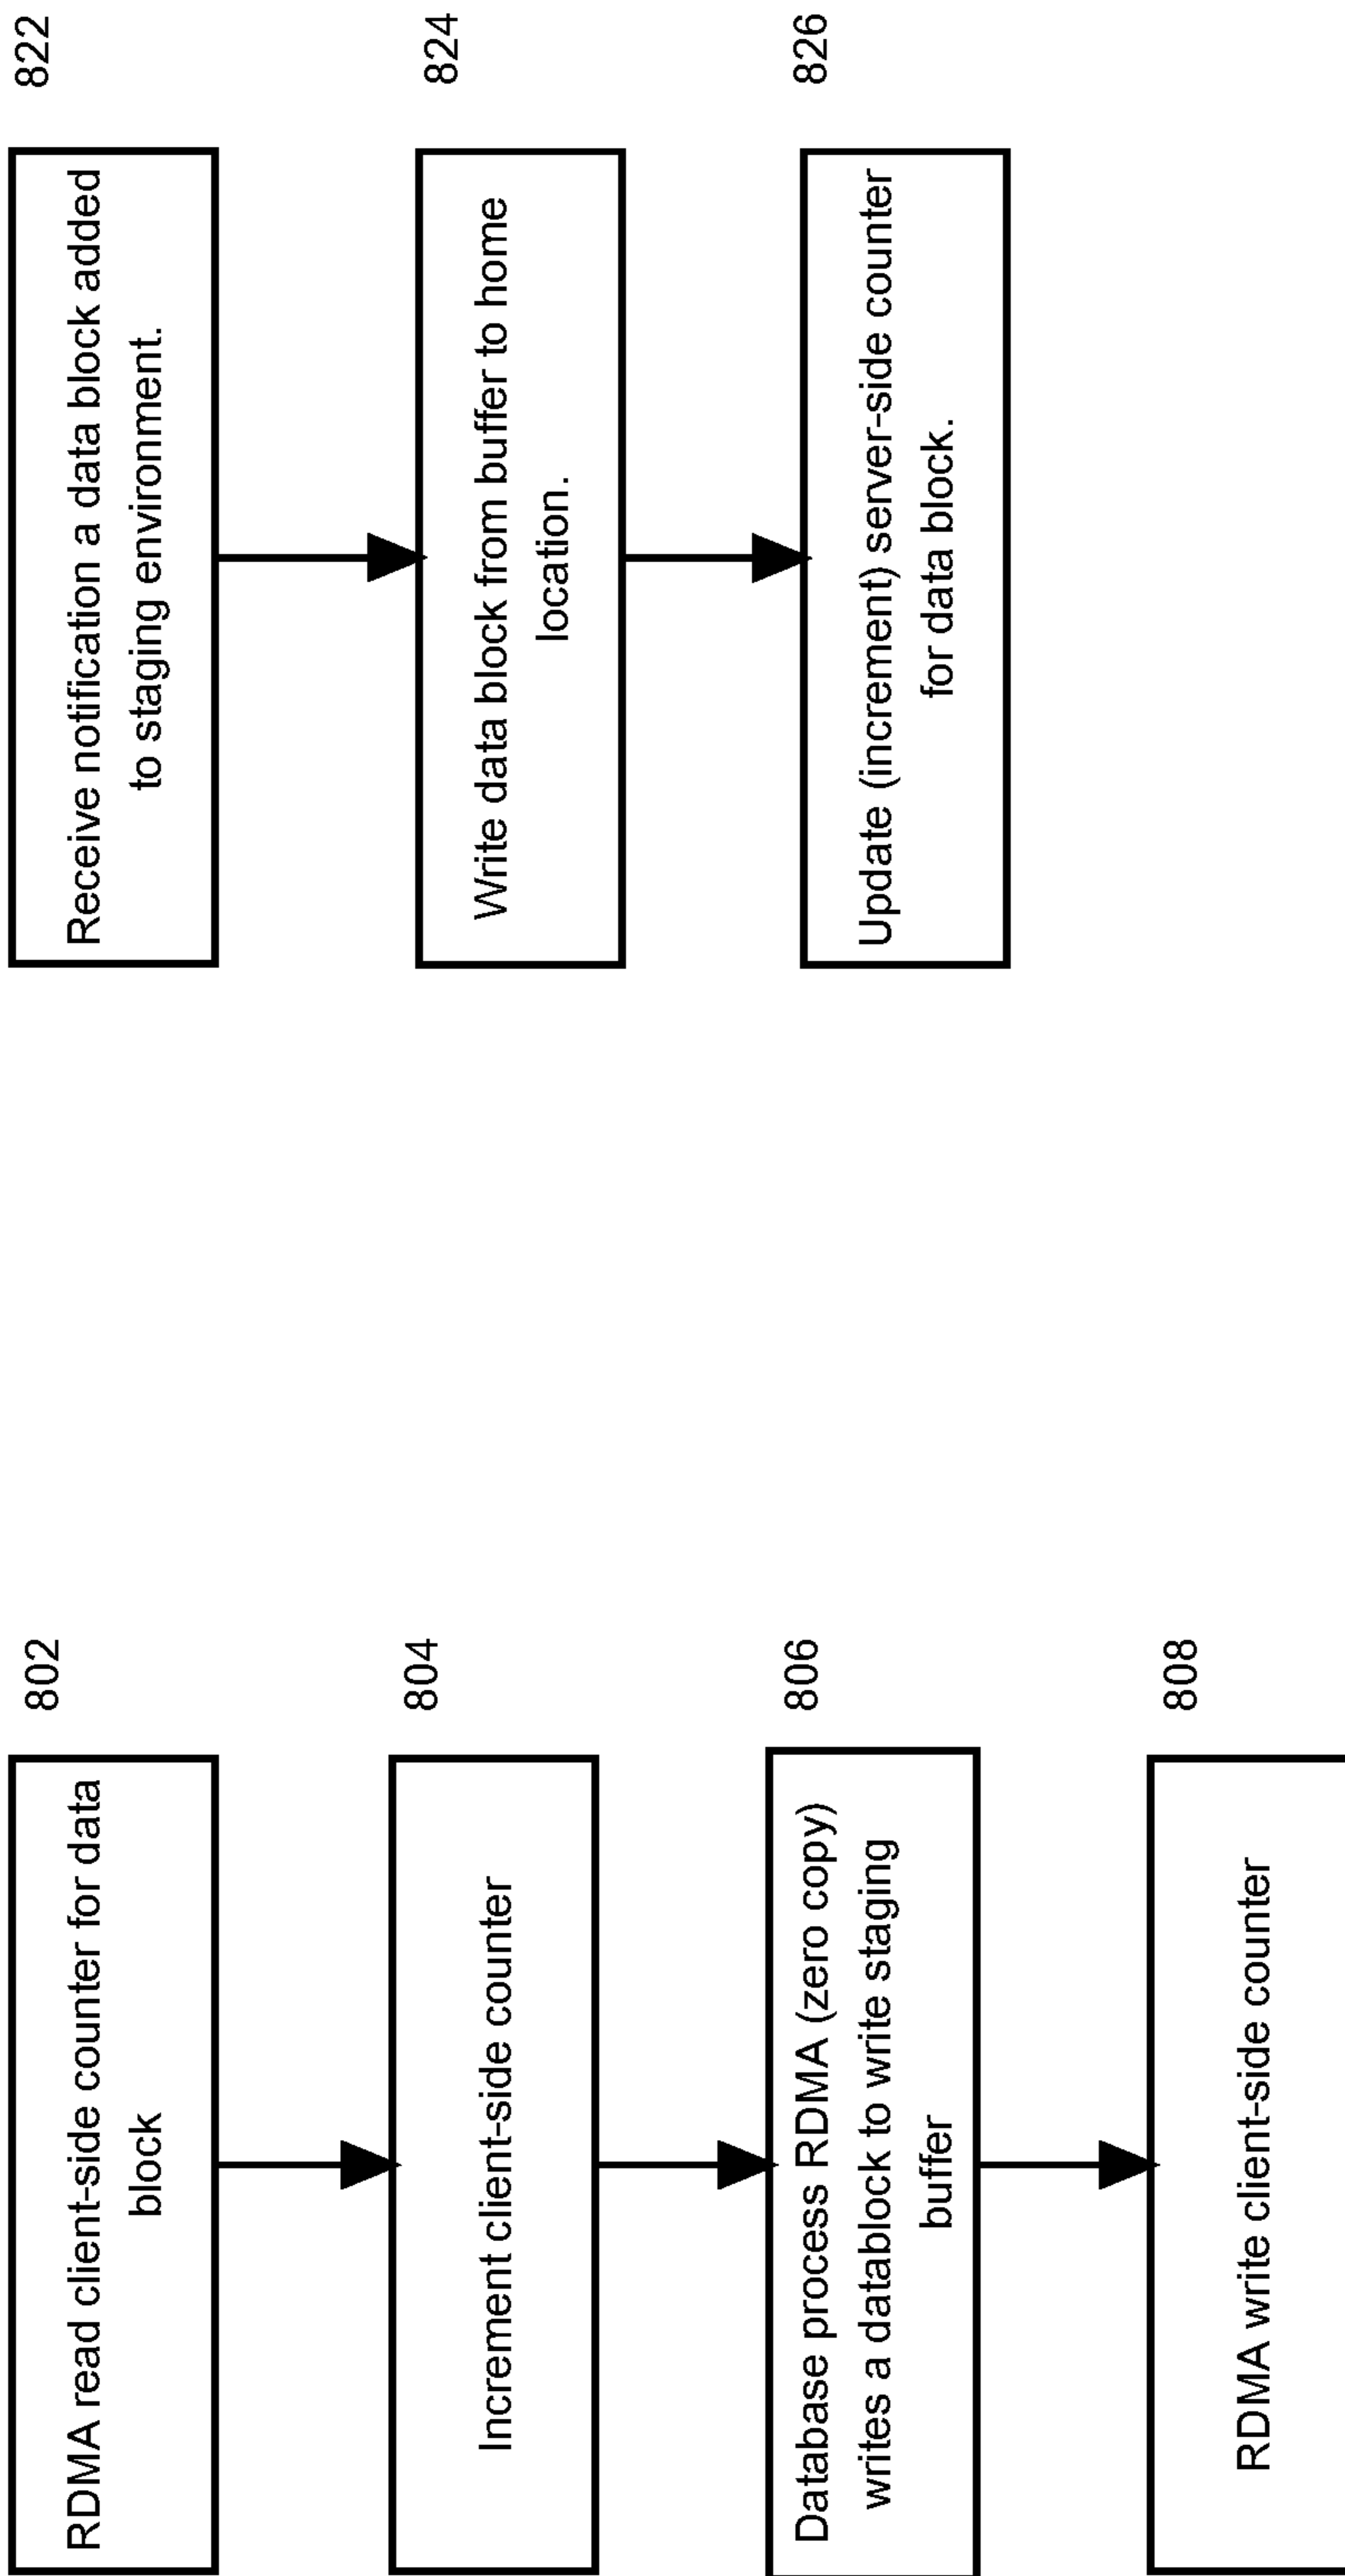 RDMA read client-side counter for data
block
802
Increment client-side counter
804
Database process RDMA (zero copy)
writes a datablock to write staging
buffer
806
RDMA write client-side counter
808
Receive notification a data block added
to staging environment.
822
Write data block from buffer to home
location.
824
Update (increment) server-side counter
for data block.
826